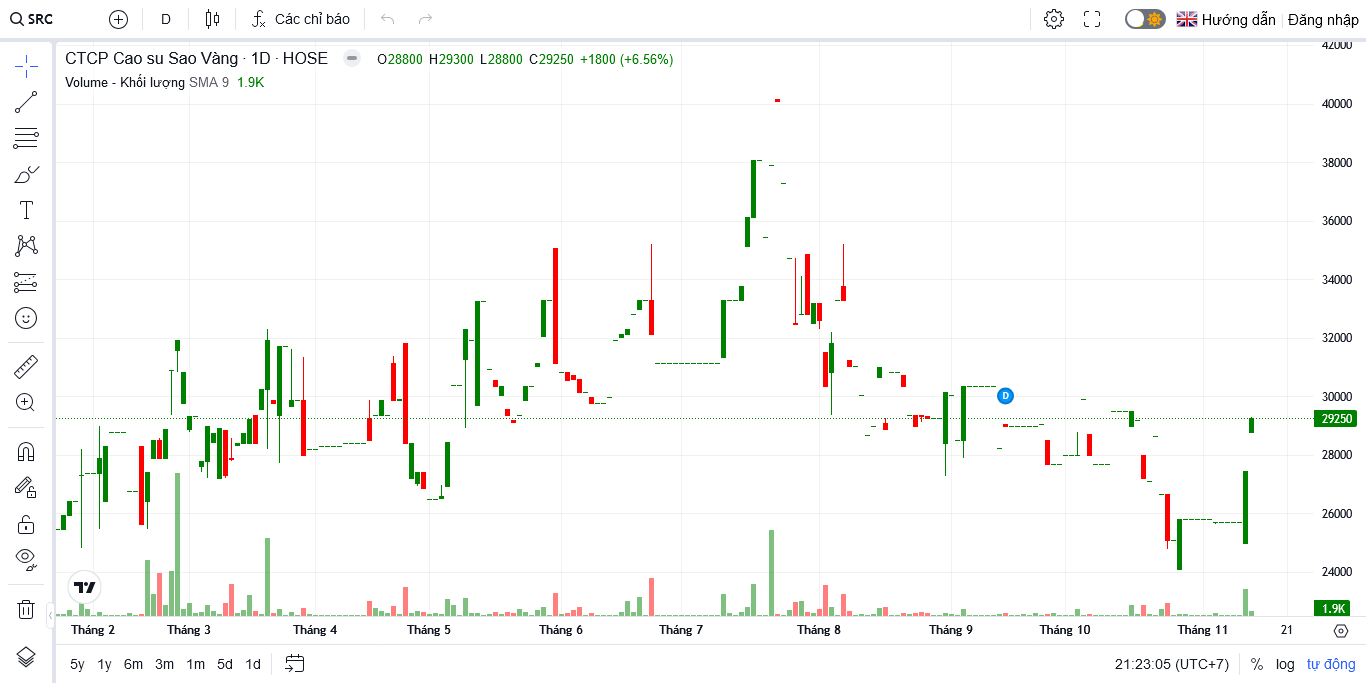 SRC D Các chỉ báo Hướng dẫn Đăng nhập
CTCP Cao su Sao Vàng · 1D · HOSE O28800 H29300 L28800 C29250 +1800 (+6.56%)
Volume - Khối lượng SMA 9 1.9K
42000
40000
38000
36000
34000
32000
30000
D
29250
28000
26000
24000
1.9K
Tháng 2 Tháng 3 Tháng 4 Tháng 5 Tháng 6 Tháng 7 Tháng 8 Tháng 9 Tháng 10 Tháng 11 21
5y 1y 6m 3m 1m 5d 1d 21:23:05 (UTC+7) % log tự động